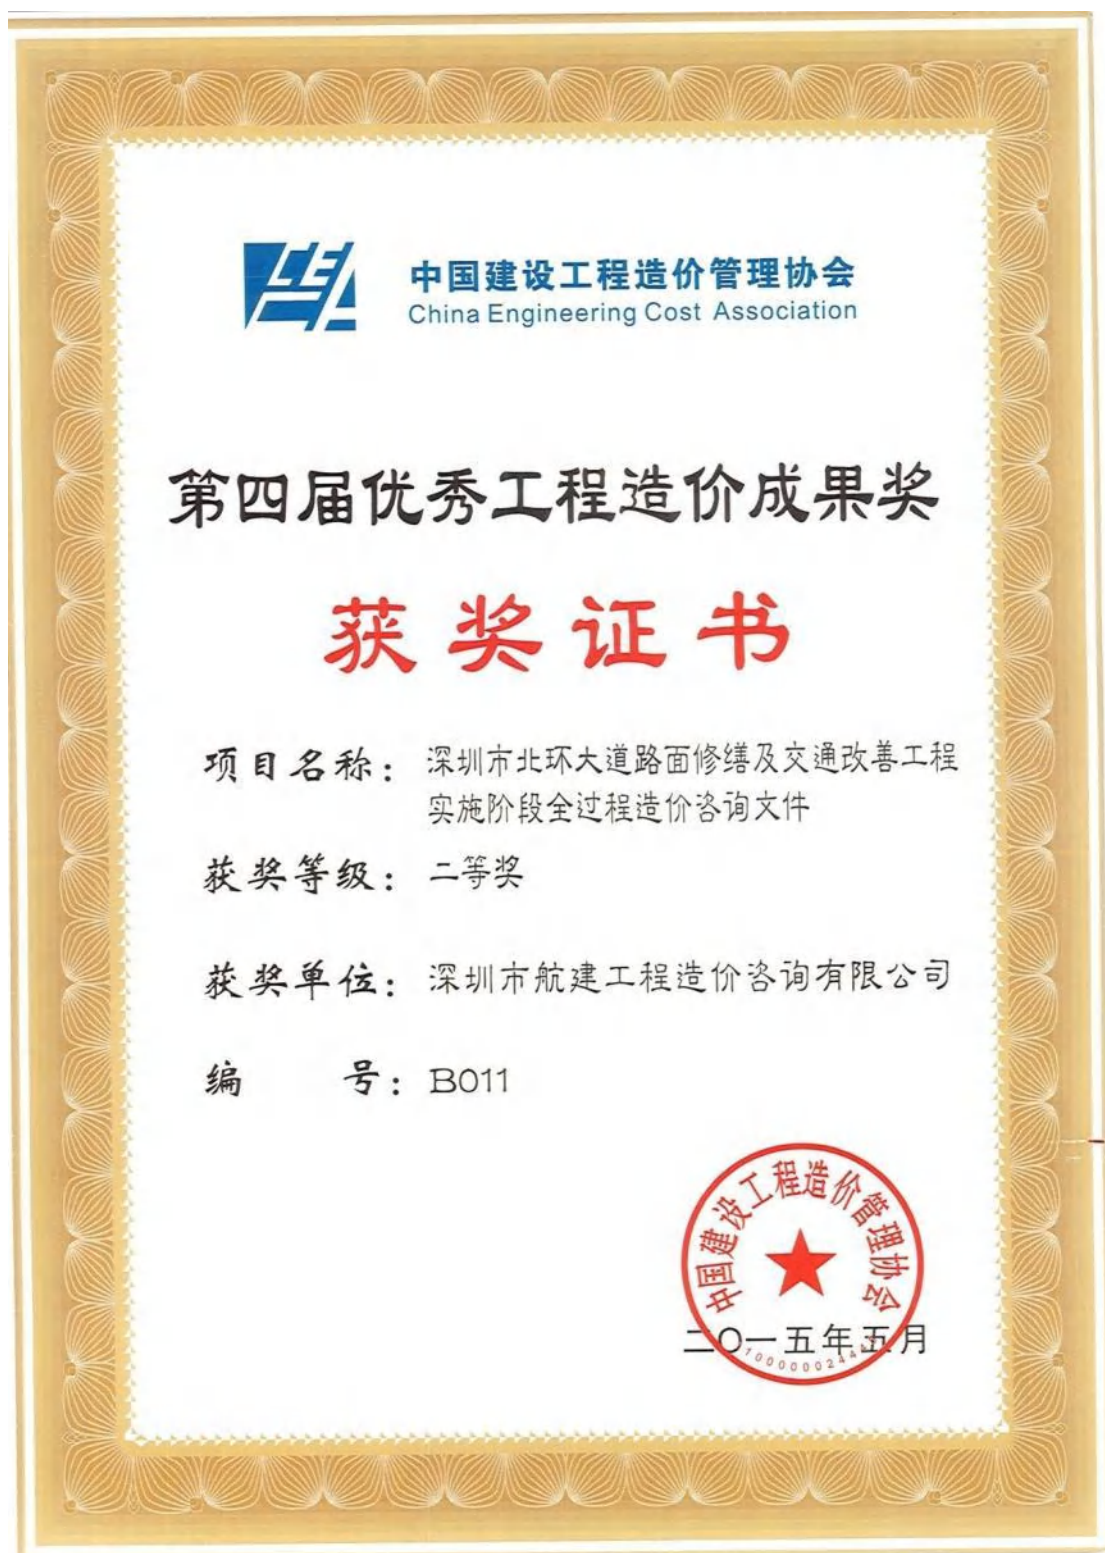 中国建设工程造价管理协会
China Engineering Cost Association
第四届优秀工程造价成果奖
获奖证书
项目名称：深圳市北环大道路面修缮及交通改善工程
实施阶段全过程造价咨询文件
获奖等级：二等奖
获奖单位：深圳市航建工程造价咨询有限公司
编 号：B011
中国建设工程造价管理协会
二〇一五年五月